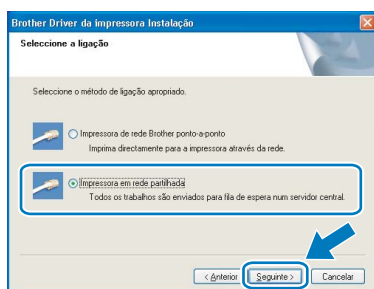 Brother Driver da impressora Instalação
Seleccione a ligação
Seleccione o método de ligação apropriado.
Impressora de rede Brother ponto-a-ponto
Imprima directamente para a impressora através da rede.
Impressora em rede partilhada
Todos os trabalhos são enviados para fila de espera num servidor central.
< Anterior
Seguinte >
Cancelar